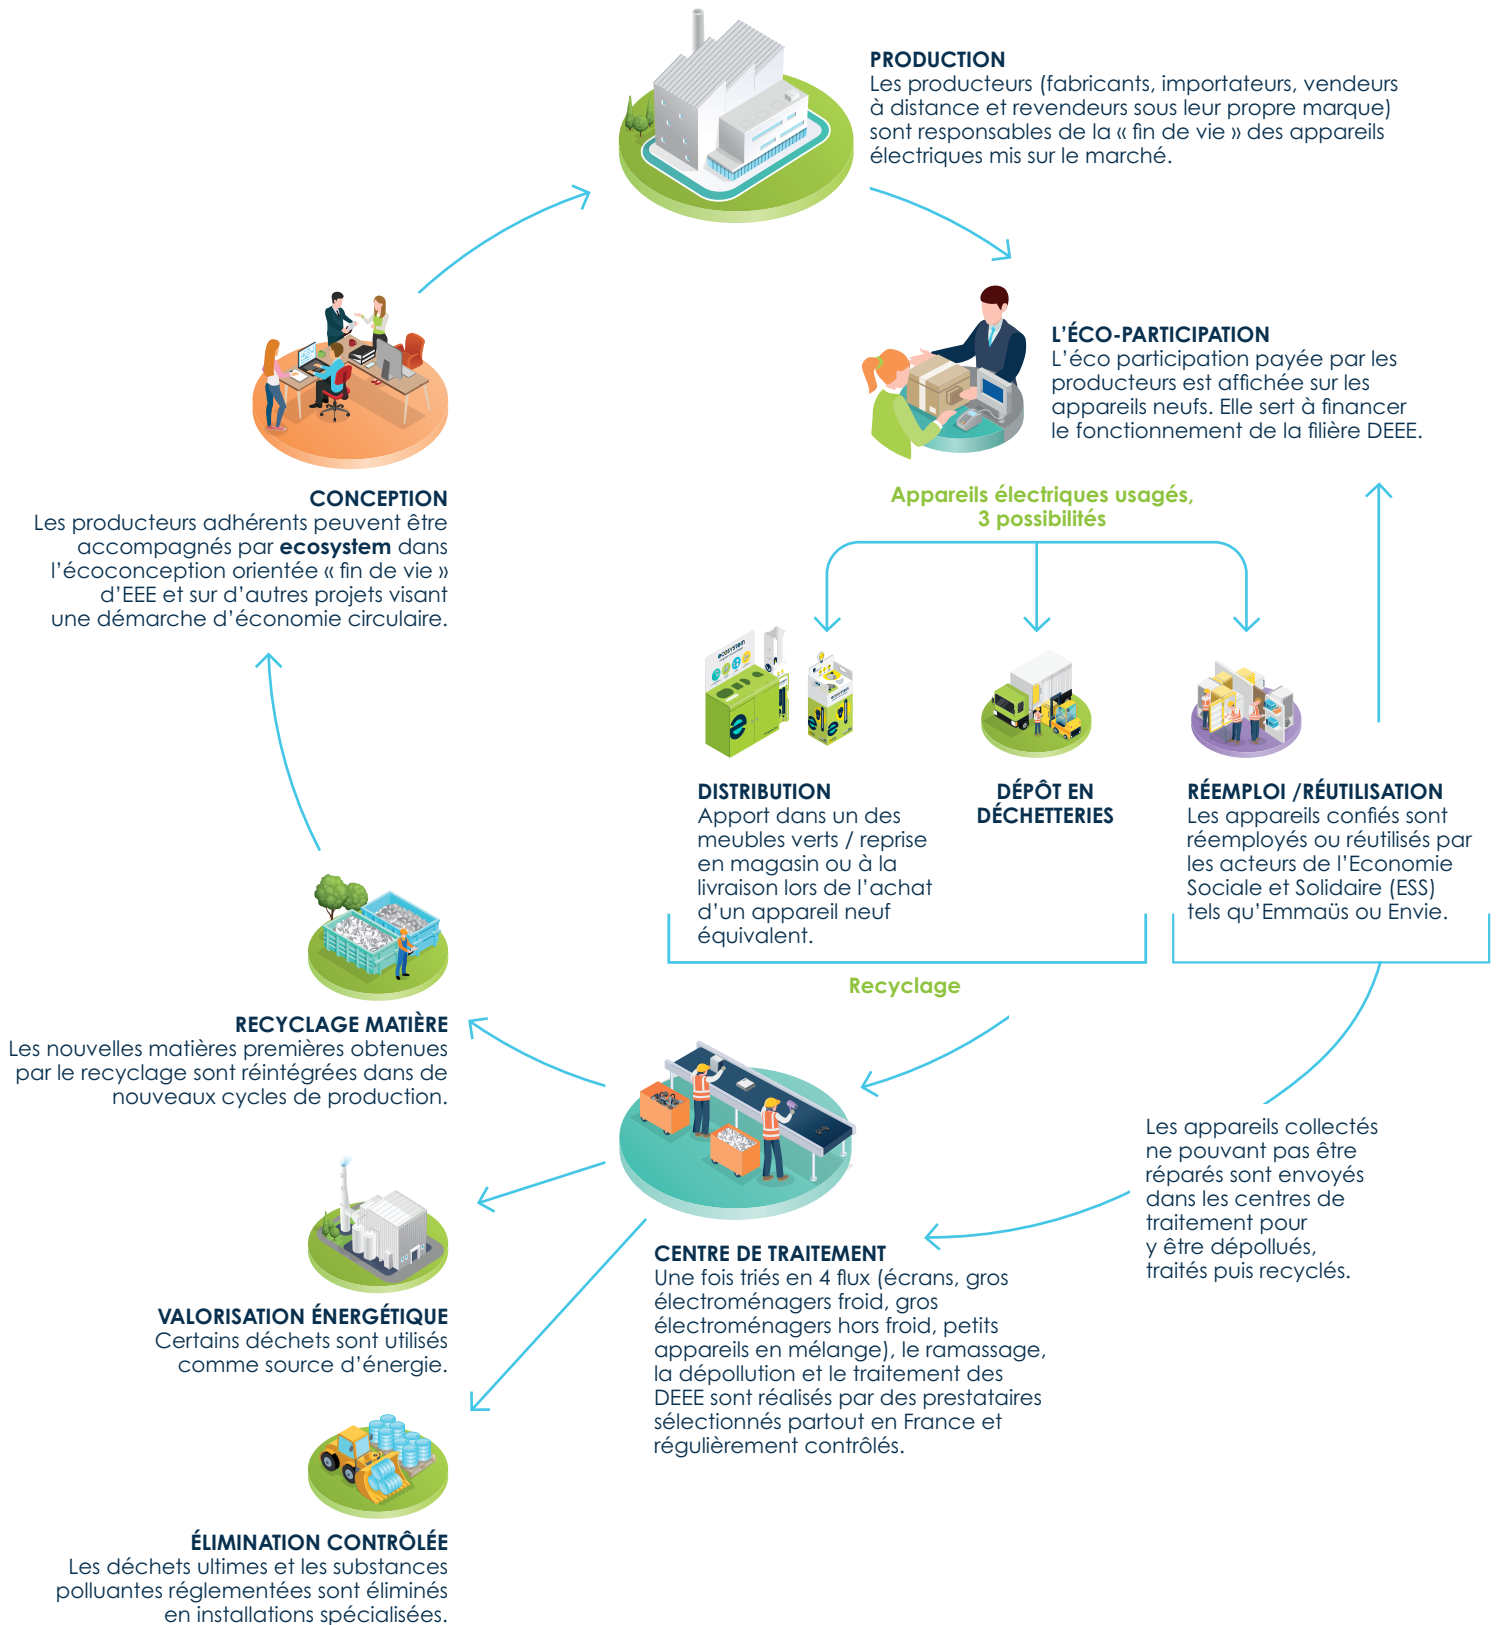 PRODUCTION
Les producteurs (fabricants, importateurs, vendeurs
à distance et revendeurs sous leur propre marque)
sont responsables de la « fin de vie » des appareils
électriques mis sur le marché.
L’ÉCO-PARTICIPATION
L’éco participation payée par les
producteurs est affichée sur les
appareils neufs. Elle sert à financer
le fonctionnement de la filière DEEE.
CONCEPTION
Les producteurs adhérents peuvent être
accompagnés par ecosystem dans
l’écoconception orientée « fin de vie »
d’EEE et sur d’autres projets visant
une démarche d’économie circulaire.
Appareils électriques usagés,
3 possibilités
ecosystem
ecosystem
DISTRIBUTION
Apport dans un des
meubles verts / reprise
en magasin ou à la
livraison lors de l’achat
d’un appareil neuf
équivalent.
DÉPÔT EN
DÉCHETTERIES
RÉEMPLOI /RÉUTILISATION
Les appareils confiés sont
réemployés ou réutilisés par
les acteurs de l’Economie
Sociale et Solidaire (ESS)
tels qu’Emmaüs ou Envie.
Recyclage
RECYCLAGE MATIÈRE
Les nouvelles matières premières obtenues
par le recyclage sont réintégrées dans de
nouveaux cycles de production.
Les appareils collectés
ne pouvant pas être
réparés sont envoyés
dans les centres de
traitement pour
y être dépollués,
traités puis recyclés.
CENTRE DE TRAITEMENT
Une fois triés en 4 flux (écrans, gros
électroménagers froid, gros
électroménagers hors froid, petits
appareils en mélange), le ramassage,
la dépollution et le traitement des
DEEE sont réalisés par des prestataires
sélectionnés partout en France et
régulièrement contrôlés.
VALORISATION ÉNERGÉTIQUE
Certains déchets sont utilisés
comme source d’énergie.
ÉLIMINATION CONTRÔLÉE
Les déchets ultimes et les substances
polluantes réglementées sont éliminés
en installations spécialisées.